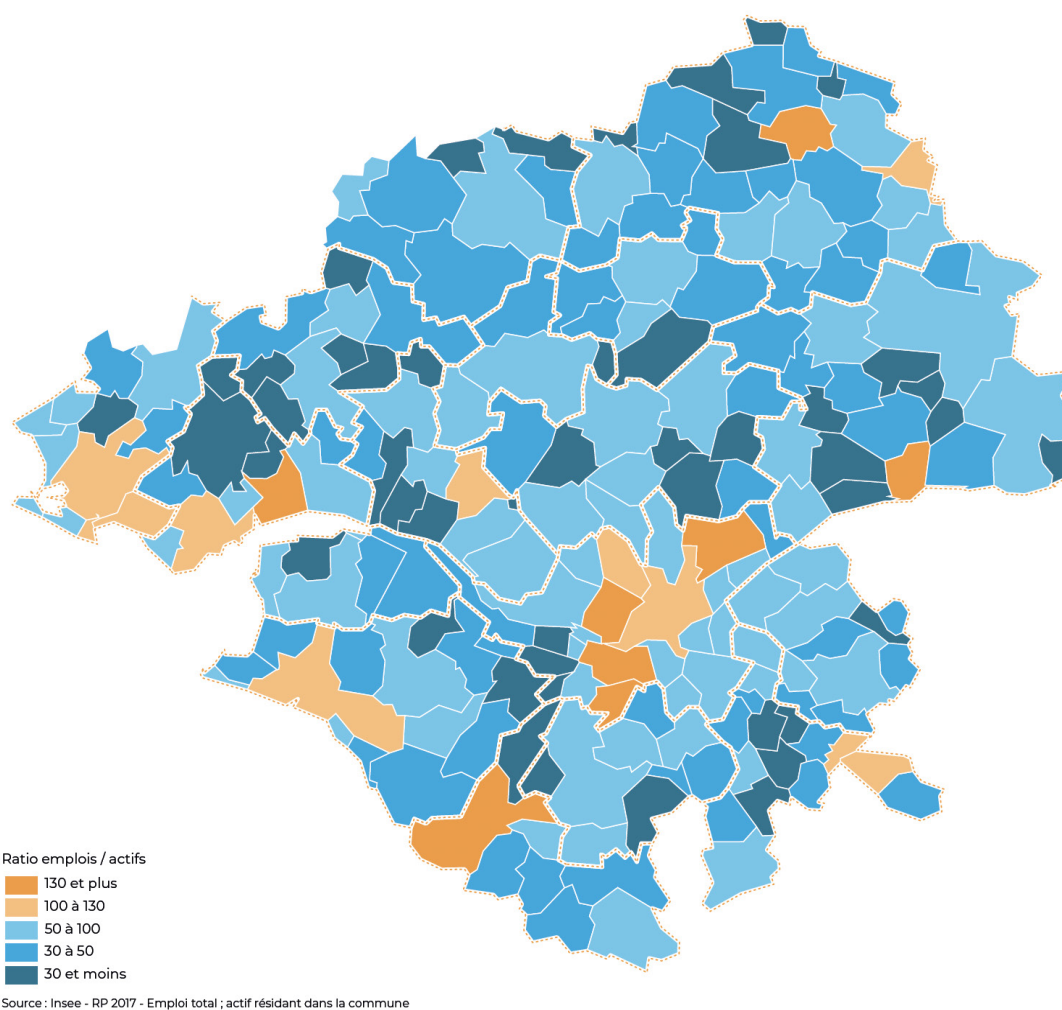 Ratio emplois / actifs
130 et plus
100 à 130
50 à 100
30 à 50
30 et moins
Source : Insee - RP 2017 - Emploi total ; actif résidant dans la commune